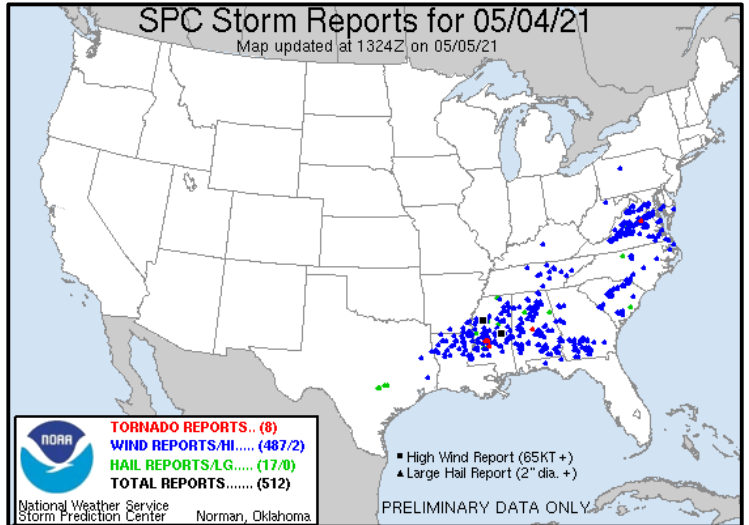 SPC Storm Reports for 05/04/21
Map updated at 1324Z on 05/05/21
NOAA
TORNADO REPORTS.. (8)
WIND REPORTS/HI..... (487/2)
HAIL REPORTS/LG..... (17/0)
TOTAL REPORTS....... (512)
National Weather Service
Storm Prediction Center Norman, Oklahoma
High Wind Report (65KT +)
Large Hail Report (2" dia. +)
PRELIMINARY DATA ONLY